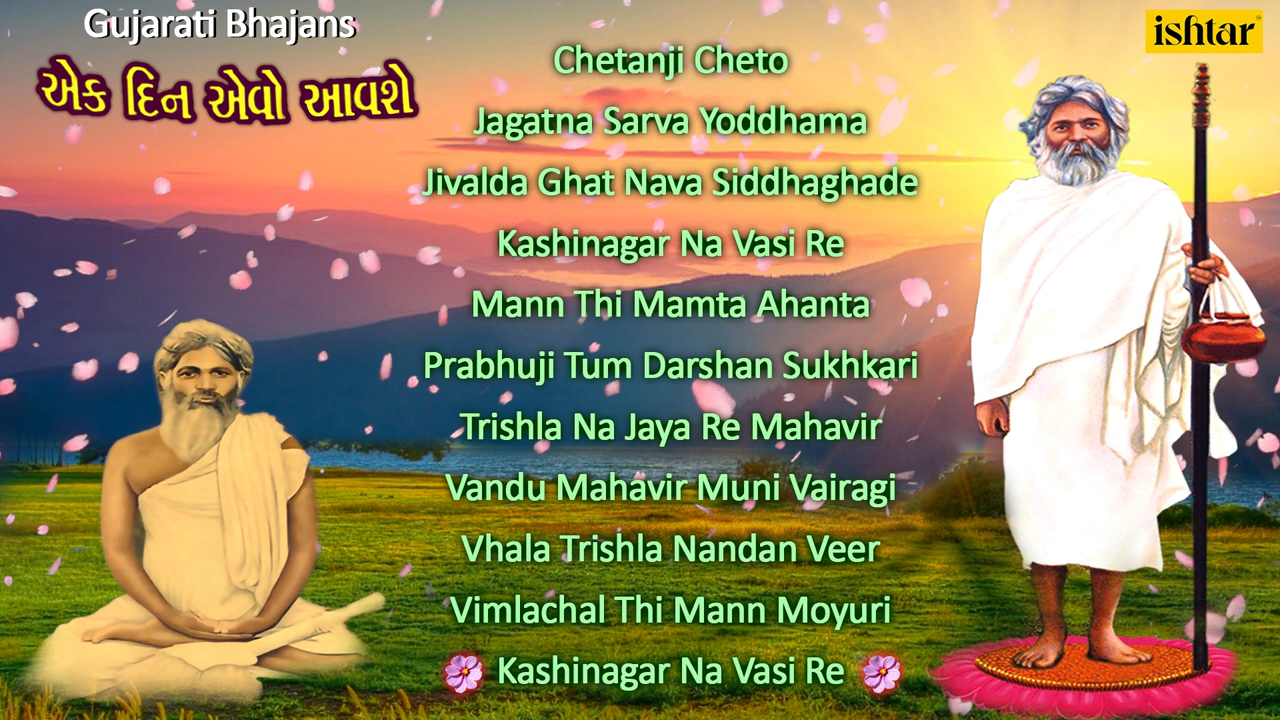 Gujarati Bhajans
એક દિન એવો આવશે
ishtar
Chetanji Cheto
Jagatna Sarva Yoddhama
Jivalda Ghat Nava Siddhaghade
Kashinagar Na Vasi Re
Mann Thi Mamta Ahanta
Prabhuji Tum Darshan Sukhkari
Trishla Na Jaya Re Mahavir
Vandu Mahavir Muni Vairagi
Vhala Trishla Nandan Veer
Vimlachal Thi Mann Moyuri
Kashinagar Na Vasi Re